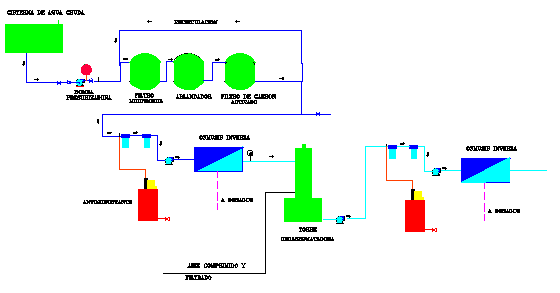 CISTERNA DE AGUA CRUDA
RECIRCULACION
BOMBA
PRESURIZADORA
FILTRO
MULTIMEDIA
ABLANDADOR
FILTRO DE CARBON
ACTIVADO
OSMOSIS INVERSA
OSMOSIS INVERSA
ANTIINCRUSTANTE
A DRENAJE
A DRENAJE
TORRE
DESGASIFICADORA
AIRE COMPRIMIDO Y
FILTRADO